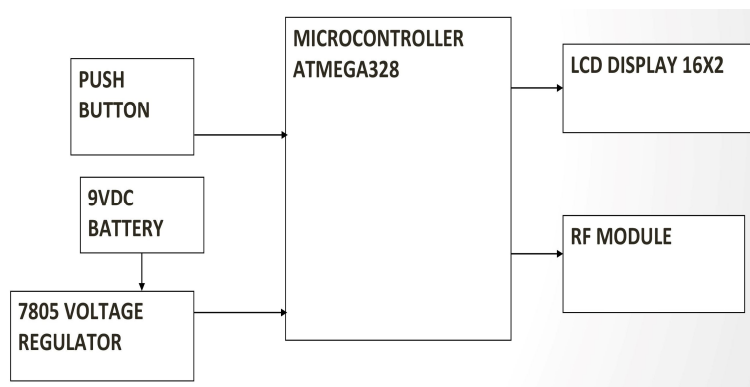 PUSH
BUTTON
9VDC
BATTERY
7805 VOLTAGE
REGULATOR
MICROCONTROLLER
ATMEGA328
LCD DISPLAY 16X2
RF MODULE